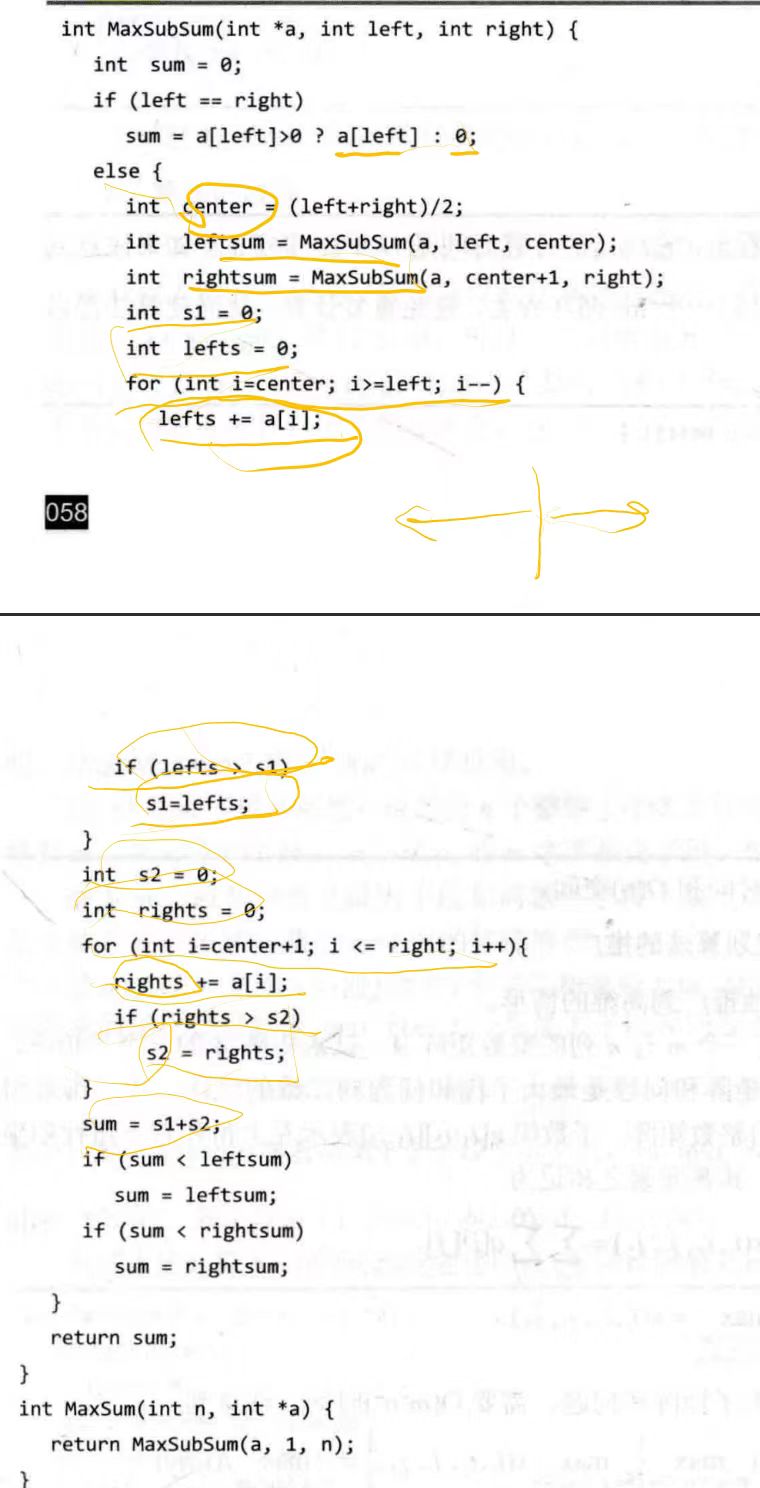 int MaxSubSum(int *a, int left, int right) {
int sum = 0;
if (left == right)
sum = a[left]>0 ? a[left] : 0;
else {
int center = (left+right)/2;
int leftsum = MaxSubSum(a, left, center);
int rightsum = MaxSubSum(a, center+1, right);
int s1 = 0;
int lefts = 0;
for (int i=center; i>=left; i--) {
lefts += a[i];
058
if (lefts > s1)
s1=lefts;
}
int s2 = 0;
int rights = 0;
for (int i=center+1; i <= right; i++){
rights += a[i];
if (rights > s2)
s2 = rights;
}
sum = s1+s2;
if (sum < leftsum)
sum = leftsum;
if (sum < rightsum)
sum = rightsum;
}
return sum;
}
int MaxSum(int n, int *a) {
return MaxSubSum(a, 1, n);
}